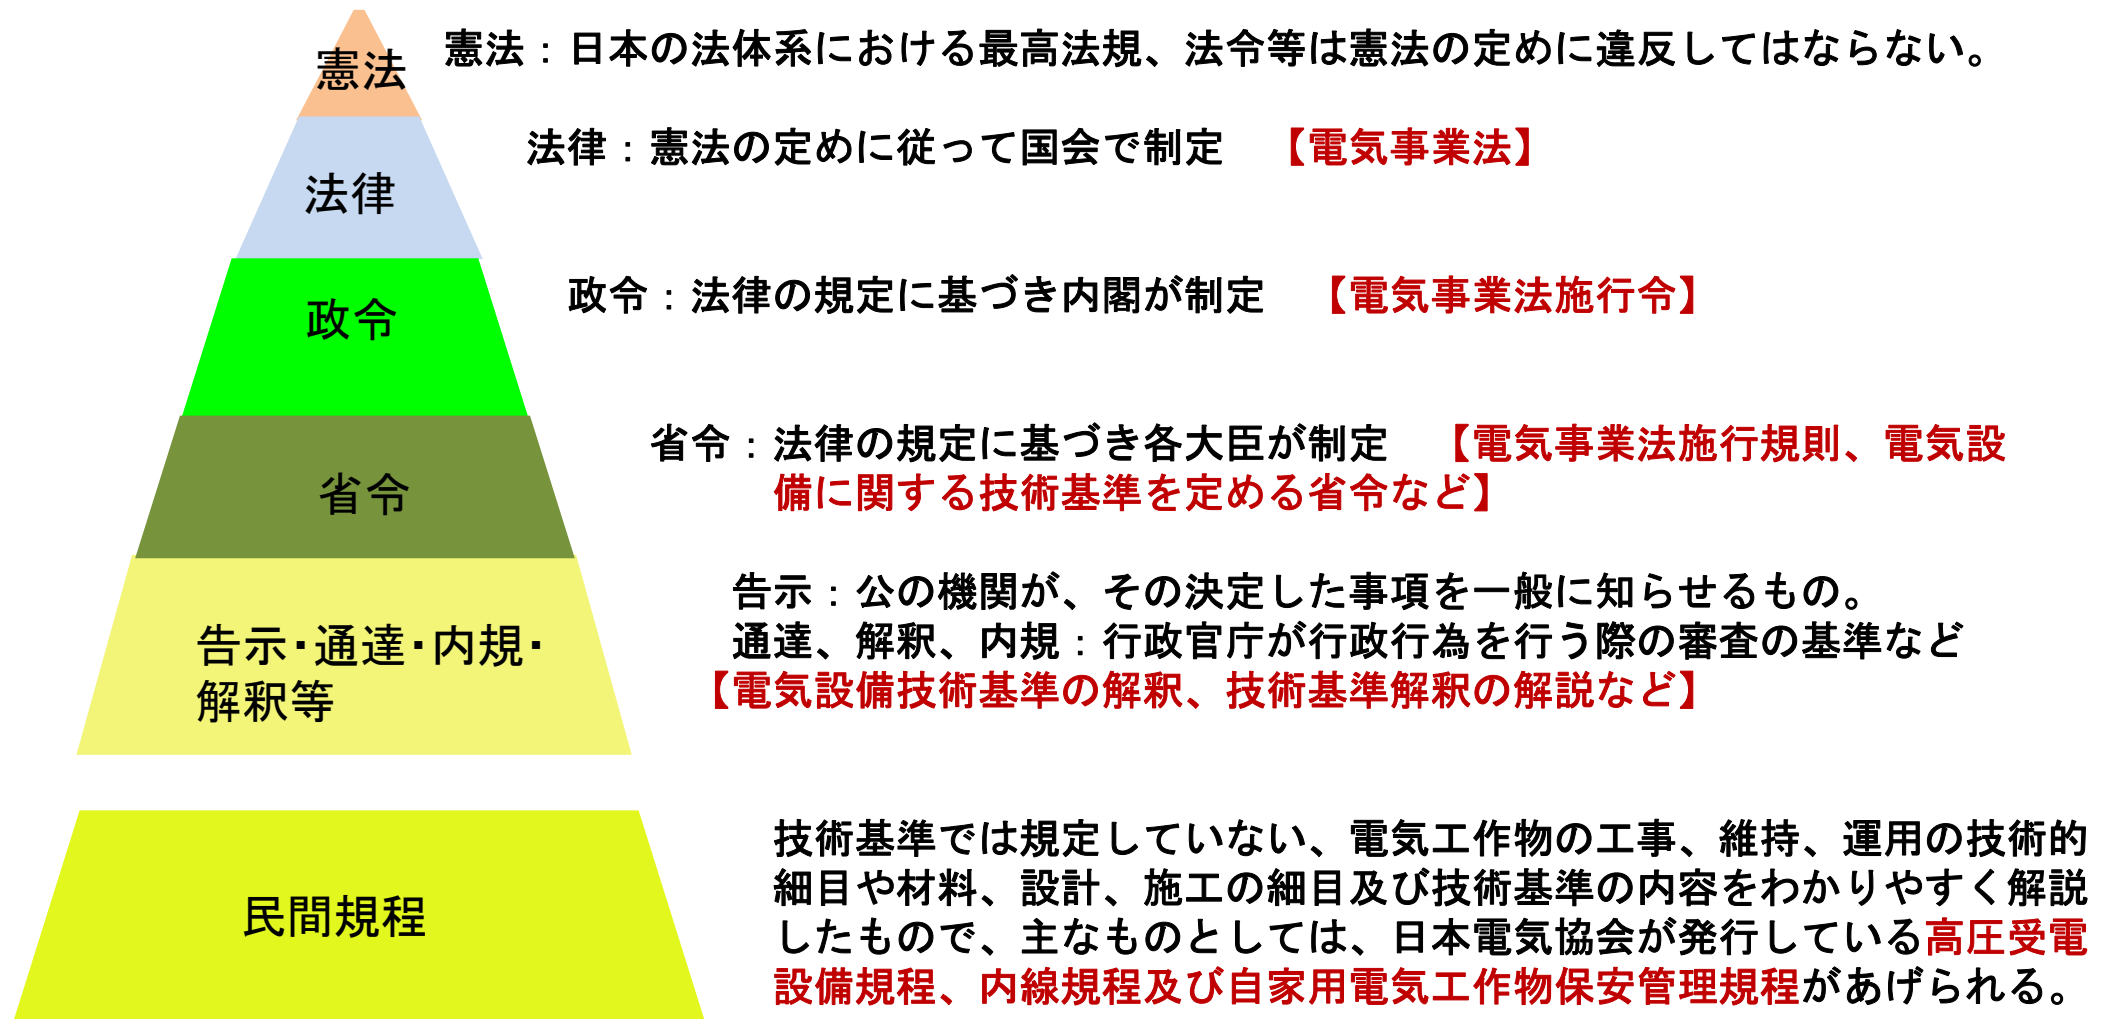 憲法
憲法：日本の法体系における最高法規、法令等は憲法の定めに違反してはならない。
法律
法律：憲法の定めに従って国会で制定　【電気事業法】
政令
政令：法律の規定に基づき内閣が制定　【電気事業法施行令】
省令
省令：法律の規定に基づき各大臣が制定　【電気事業法施行規則、電気設
備に関する技術基準を定める省令など】
告示・通達・内規・
解釈等
告示：公の機関が、その決定した事項を一般に知らせるもの。
通達、解釈、内規：行政官庁が行政行為を行う際の審査の基準など
【電気設備技術基準の解釈、技術基準解釈の解説など】
民間規程
技術基準では規定していない、電気工作物の工事、維持、運用の技術的
細目や材料、設計、施工の細目及び技術基準の内容をわかりやすく解説
したもので、主なものとしては、日本電気協会が発行している高圧受電
設備規程、内線規程及び自家用電気工作物保安管理規程があげられる。